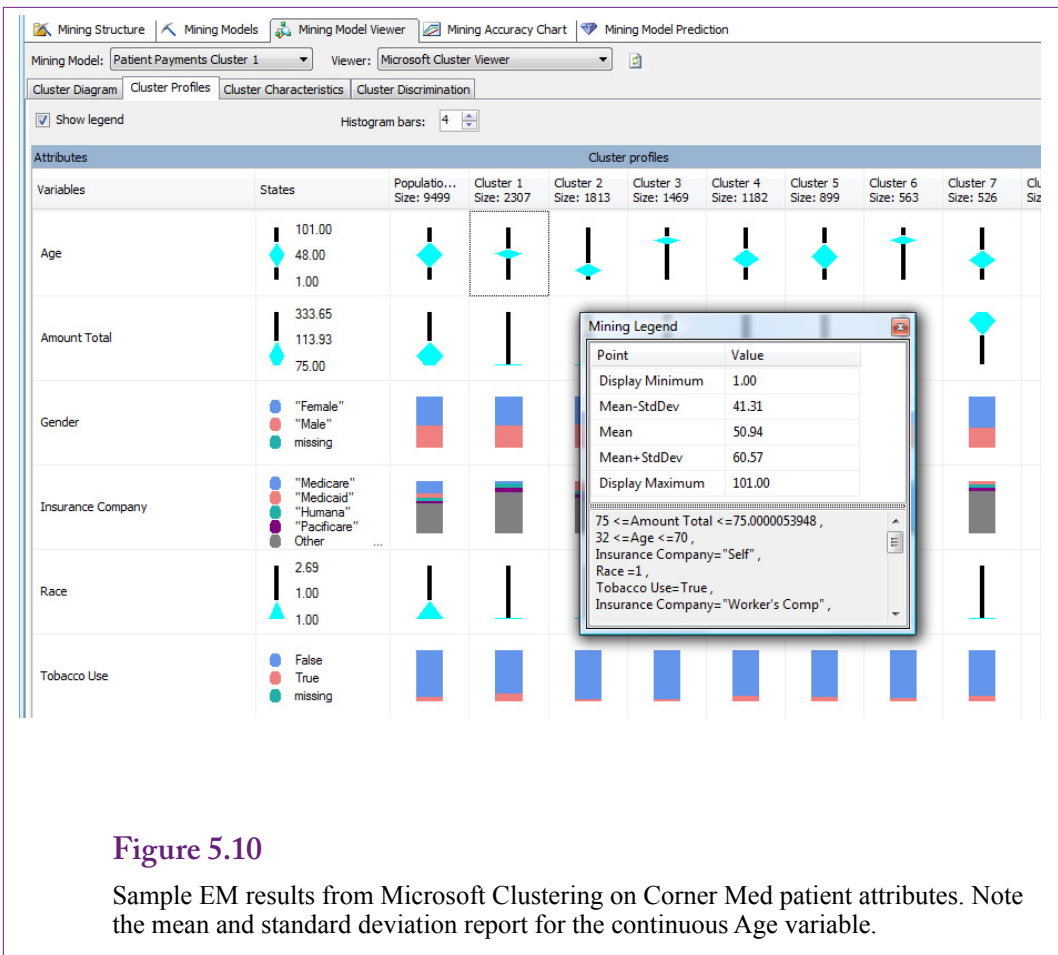 Mining Structure Mining Models Mining Model Viewer Mining Accuracy Chart Mining Model Prediction
Mining Model: Patient Payments Cluster 1 Viewer: Microsoft Cluster Viewer
Cluster Diagram Cluster Profiles Cluster Characteristics Cluster Discrimination
Show legend Histogram bars: 4
Attributes Cluster profiles
Variables States Populatio... Cluster 1 Cluster 2 Cluster 3 Cluster 4 Cluster 5 Cluster 6 Cluster 7 Clu
Size: 9499 Size: 2307 Size: 1813 Size: 1469 Size: 1182 Size: 899 Size: 563 Size: 526 Siz
Age
101.00
48.00
1.00
Amount Total
333.65
113.93
75.00
Gender
"Female"
"Male"
missing
Insurance Company
"Medicare"
"Medicaid"
"Humana"
"Pacificare"
Other ...
Race
2.69
1.00
1.00
Tobacco Use
False
True
missing
Mining Legend
Point Value
Display Minimum 1.00
Mean-StdDev 41.31
Mean 50.94
Mean+StdDev 60.57
Display Maximum 101.00
75 <=Amount Total <=75.0000053948 ,
32 <=Age <=70 ,
Insurance Company="Self" ,
Race =1 ,
Tobacco Use=True ,
Insurance Company="Worker's Comp" ,
Figure 5.10
Sample EM results from Microsoft Clustering on Corner Med patient attributes. Note
the mean and standard deviation report for the continuous Age variable.